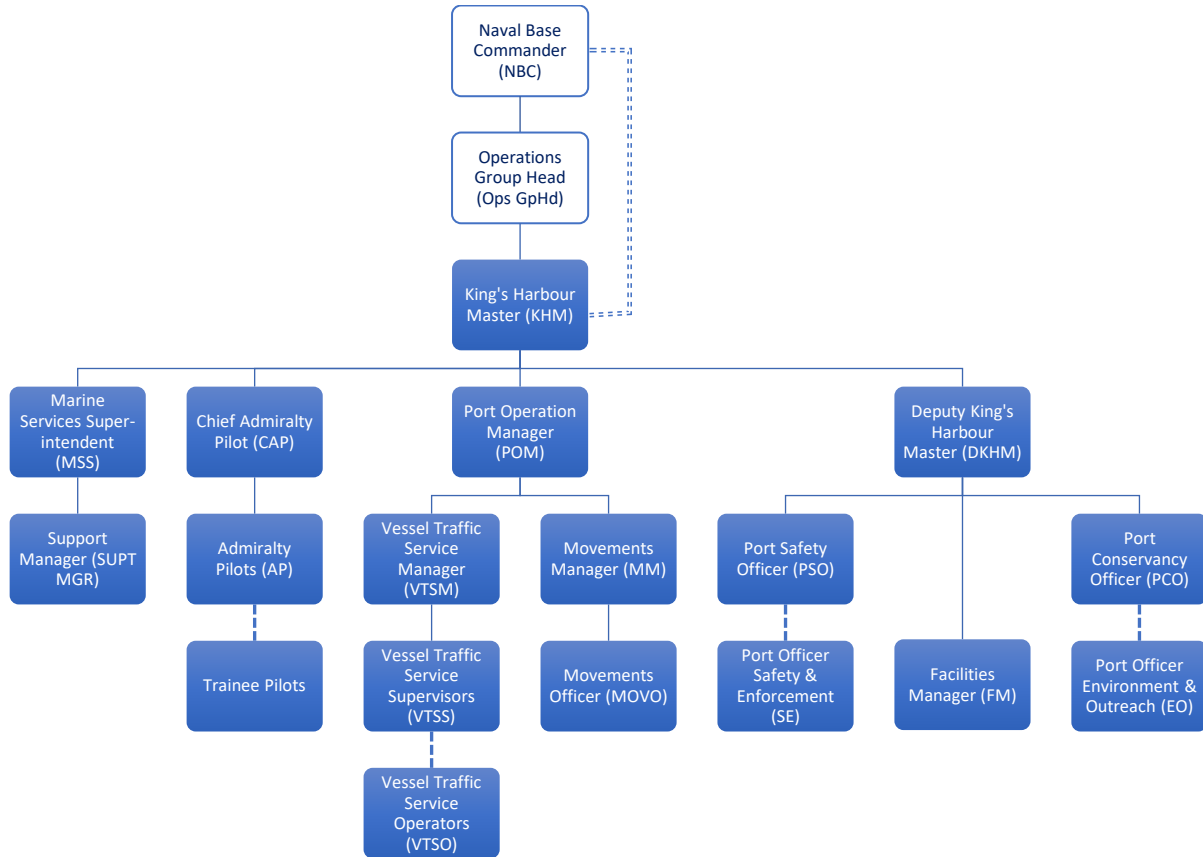 Naval Base
Commander
(NBC)
Operations
Group Head
(Ops GpHd)
King's Harbour
Master (KHM)
Marine
Services Super-
intendent
(MSS)
Chief Admiralty
Pilot (CAP)
Port Operation
Manager
(POM)
Deputy King's
Harbour
Master (DKHM)
Support
Manager (SUPT
MGR)
Admiralty
Pilots (AP)
Vessel Traffic
Service
Manager
(VTSM)
Movements
Manager (MM)
Port Safety
Officer (PSO)
Port
Conservancy
Officer (PCO)
Trainee Pilots
Vessel Traffic
Service
Supervisors
(VTSS)
Movements
Officer (MOVO)
Port Officer
Safety &
Enforcement
(SE)
Facilities
Manager (FM)
Port Officer
Environment &
Outreach (EO)
Vessel Traffic
Service
Operators
(VTSO)